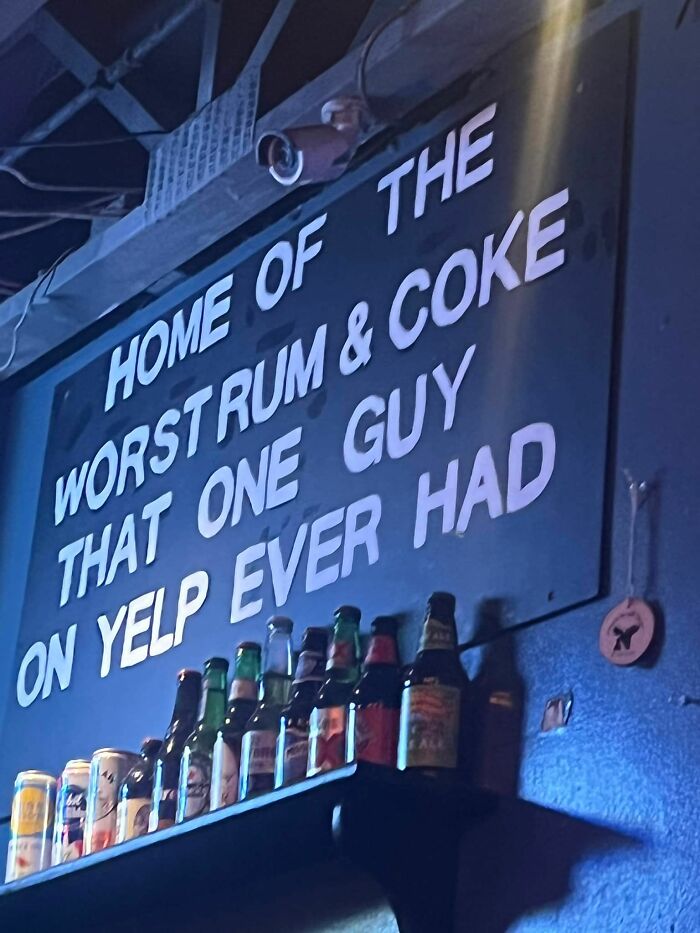 HOME OF THE
WORST RUM & COKE
THAT ONE GUY
ON YELP EVER HAD